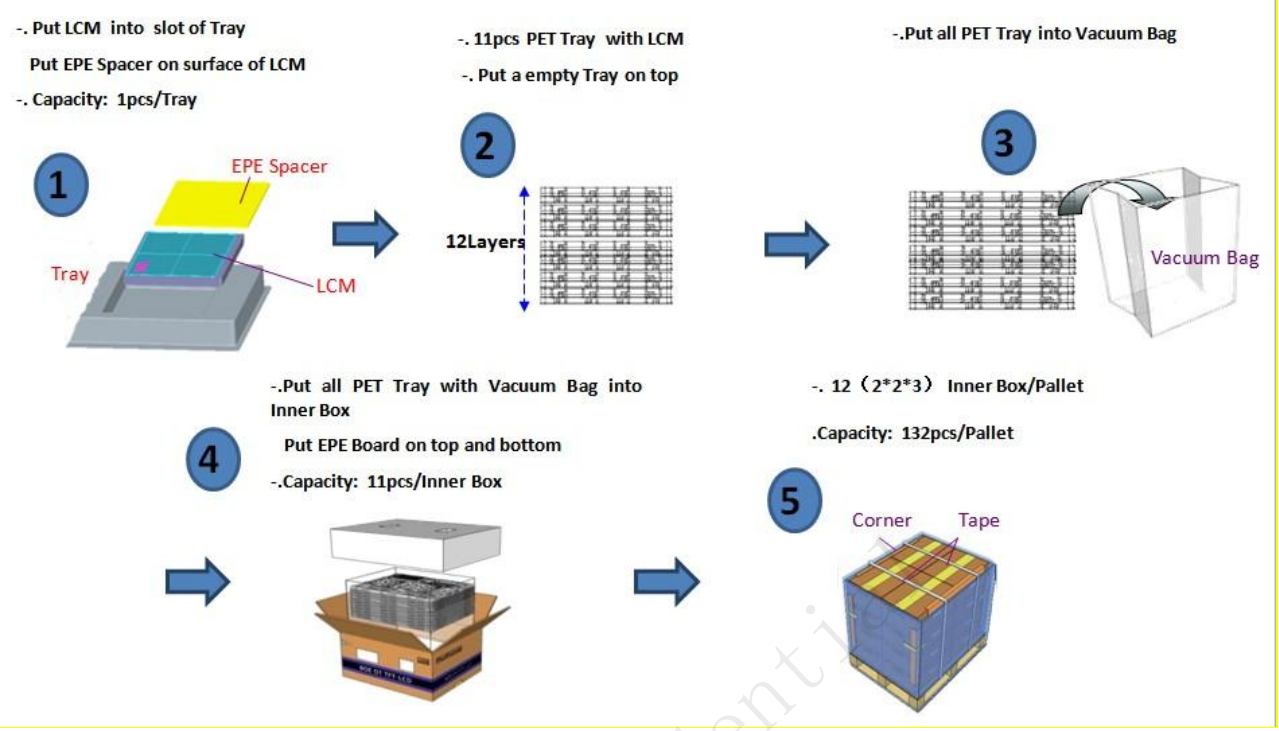 -. Put LCM into slot of Tray
Put EPE Spacer on surface of LCM
-. Capacity: 1pcs/Tray
1
EPE Spacer
Tray
LCM
-. 11pcs PET Tray with LCM
-. Put a empty Tray on top
2
12Layers
-.Put all PET Tray into Vacuum Bag
3
Vacuum Bag
-.Put all PET Tray with Vacuum Bag into
Inner Box
Put EPE Board on top and bottom
-.Capacity: 11pcs/Inner Box
4
BOE OT TFT-LCD
-. 12（2*2*3） Inner Box/Pallet
.Capacity: 132pcs/Pallet
5
Corner
Tape